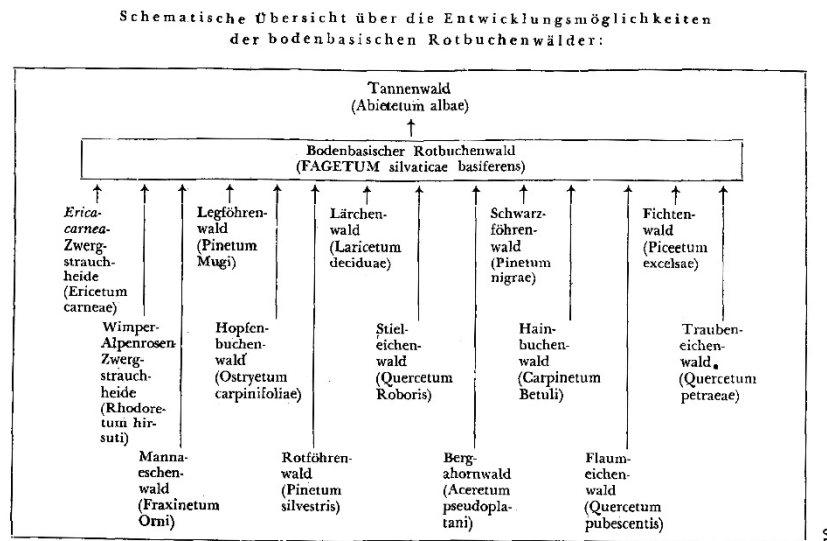 Schematische Übersicht über die Entwicklungsmöglichkeiten
der bodenbasischen Rotbuchenwälder:
Tannenwald
(Abietetum albae)
Bodenbasischer Rotbuchenwald
(FAGETUM silvaticae basiferens)
Erica-
carnea-
Zwerg-
strauch-
heide
(Ericetum
carneae)
Legföhren-
wald
(Pinetum
Mugi)
Lärchen-
wald
(Laricetum
deciduae)
Schwarz-
föhren-
wald
(Pinetum
nigrae)
Fichten-
wald
(Piceetum
excelsae)
Wimper-
Alpenrosen-
Zwerg-
strauch-
heide
(Rhodore-
tum hir-
suti)
Hopfen-
buchen-
wald
(Ostryetum
carpinifoliae)
Stiel-
eichen-
wald
(Quercetum
Roboris)
Hain-
buchen-
wald
(Carpinetum
Betuli)
Trauben-
eichen-
wald.
(Quercetum
petraeae)
Manna-
eschen-
wald
(Fraxinetum
Orni)
Rotföhren-
wald
(Pinetum
silvestris)
Berg-
ahornwald
(Aceretum
pseudopla-
tani)
Flaum-
eichen-
wald
(Quercetum
pubescentis)